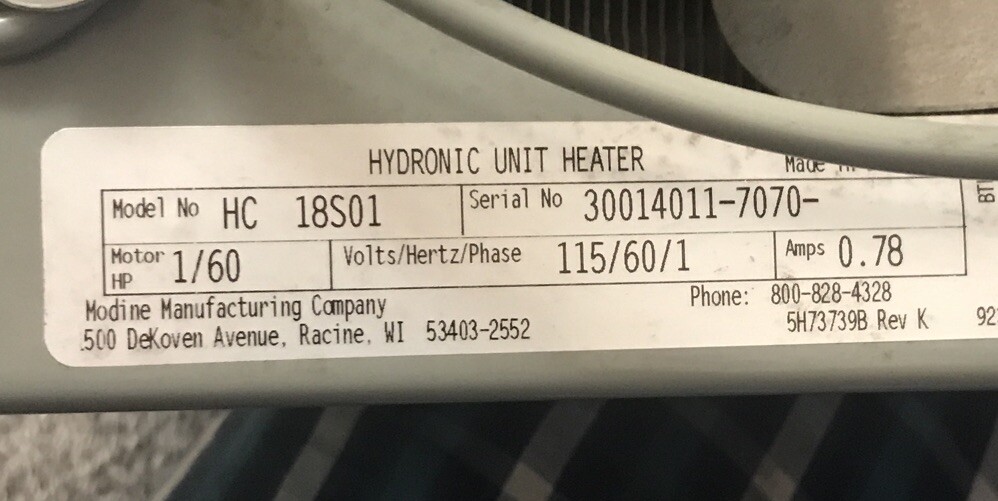 HYDRONIC UNIT HEATER Made
Model No HC 18S01 Serial No 30014011-7070-
Motor HP 1/60 Volts/Hertz/Phase 115/60/1 Amps 0.78
Modine Manufacturing Company Phone: 800-828-4328
500 DeKoven Avenue, Racine, WI 53403-2552 5H73739B Rev K